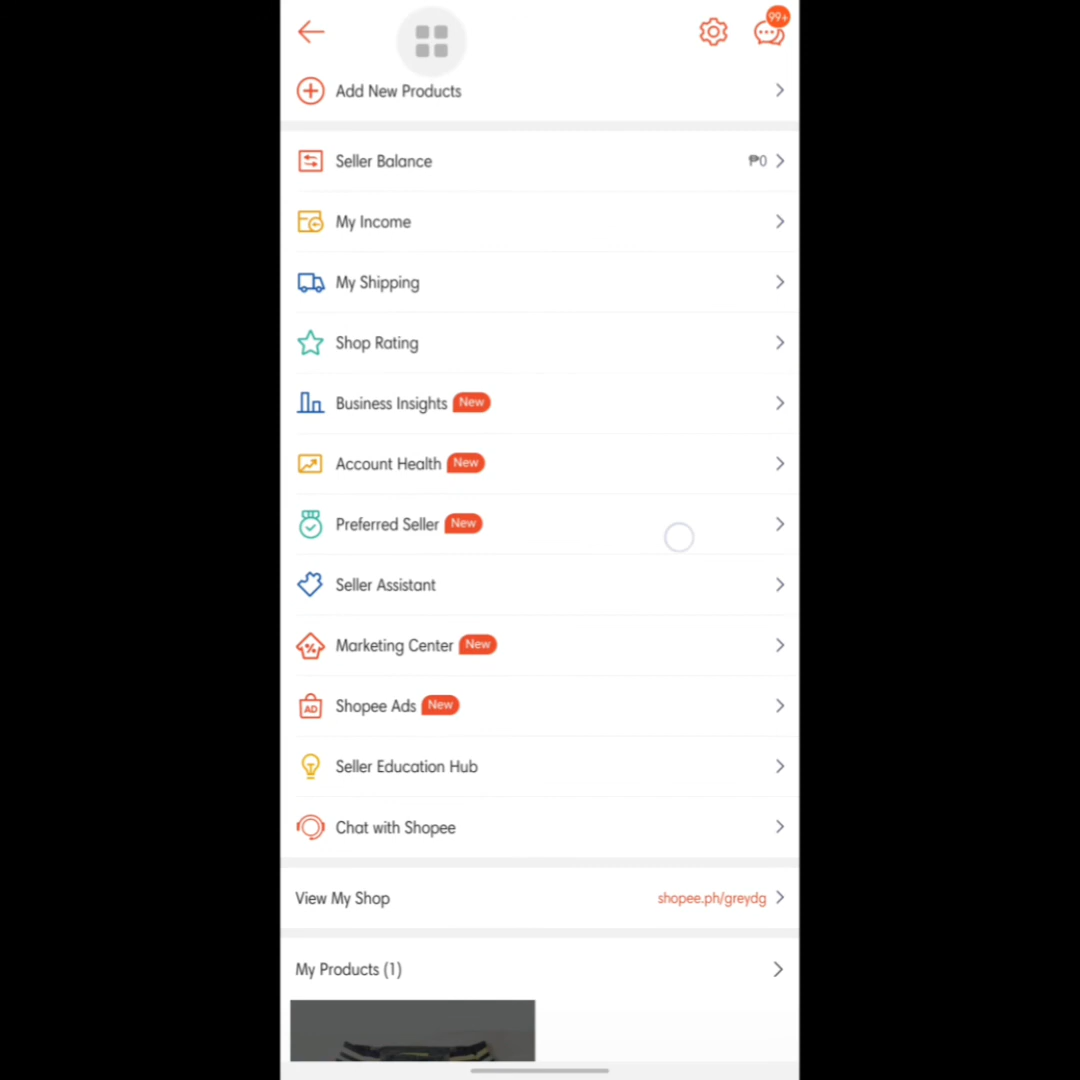 99+
Add New Products
Seller Balance ₱0
My Income
My Shipping
Shop Rating
Business Insights New
Account Health New
Preferred Seller New
Seller Assistant
Marketing Center New
AD Shopee Ads New
Seller Education Hub
Chat with Shopee
View My Shop shopee.ph/greydg
My Products (1)